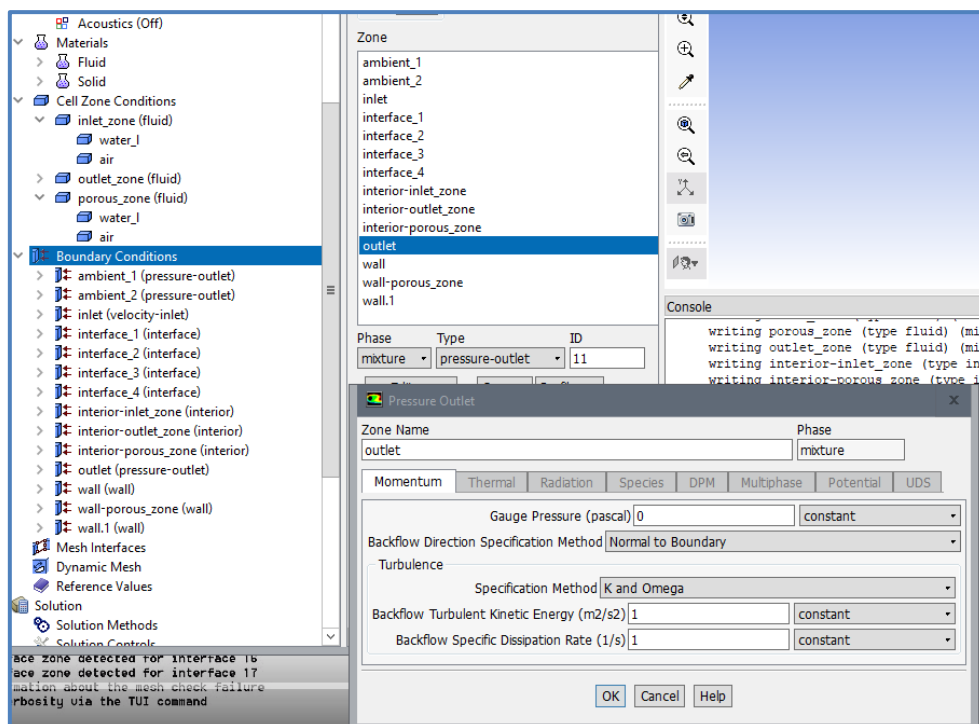 Acoustics (Off)
Materials
Fluid
Solid
Cell Zone Conditions
inlet_zone (fluid)
water_l
air
outlet_zone (fluid)
porous_zone (fluid)
water_l
air
Boundary Conditions
ambient_1 (pressure-outlet)
ambient_2 (pressure-outlet)
inlet (velocity-inlet)
interface_1 (interface)
interface_2 (interface)
interface_3 (interface)
interface_4 (interface)
interior-inlet_zone (interior)
interior-outlet_zone (interior)
interior-porous_zone (interior)
outlet (pressure-outlet)
wall (wall)
wall-porous_zone (wall)
wall.1 (wall)
Mesh Interfaces
Dynamic Mesh
Reference Values
Solution
Solution Methods
Solution Controls
ace zone detected for interface 16
ace zone detected for interface 17
mation about the mesh check failure
rbosity via the TUI command
Zone
ambient_1
ambient_2
inlet
interface_1
interface_2
interface_3
interface_4
interior-inlet_zone
interior-outlet_zone
interior-porous_zone
outlet
wall
wall-porous_zone
wall.1
Phase Type ID
mixture pressure-outlet 11
Console
writing porous_zone (type fluid) (mi
writing outlet_zone (type fluid) (mi
writing interior-inlet_zone (type in
writing interior-porous_zone (type i
Pressure Outlet X
Zone Name Phase
outlet mixture
Momentum Thermal Radiation Species DPM Multiphase Potential UDS
Gauge Pressure (pascal) 0 constant
Backflow Direction Specification Method Normal to Boundary
Turbulence
Specification Method K and Omega
Backflow Turbulent Kinetic Energy (m2/s2) 1 constant
Backflow Specific Dissipation Rate (1/s) 1 constant
OK Cancel Help